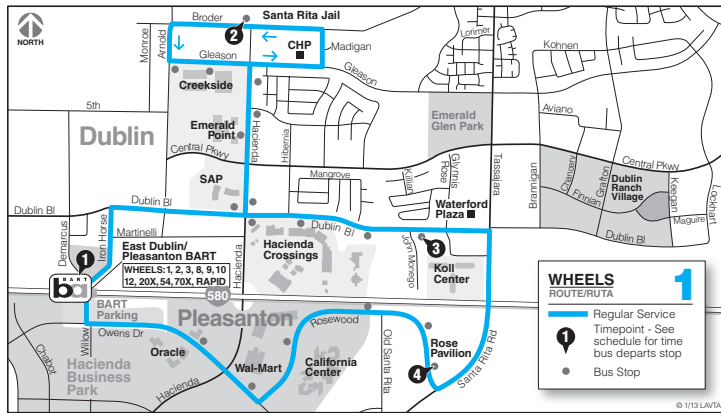 NORTH
Monroe
Arnold
Broder
Santa Rita Jail
2
CHP
Madigan
Gleason
Lorimer
Kohnen
Gleason
Creekside
5th
Dublin
Emerald
Point
Hacienda
Hibernia
Central Pkwy
SAP
Mangrove
Killian
Glynnis
Rose
Emerald
Glen Park
Tassajara
Aviano
Brannigan
Chancery
Finnian
Grafton
Dublin
Ranch
Village
Central Pkwy
Keegan
Lockhart
Maguire
Dublin Bl
Waterford
Plaza
Dublin Bl
Demarcus
Iron Horse
Dublin Bl
Martinelli
East Dublin/
Pleasanton BART
WHEELS: 1, 2, 3, 8, 9, 10
12, 20X, 54, 70X, RAPID
Hacienda
Hacienda
Crossings
Dublin Bl
John Monego
3
Koll
Center
1
BART
ba
580
BART
Parking
Pleasanton
Owens Dr
Willow
Chabot
Hacienda
Business
Park
Oracle
Hacienda
Wal-Mart
Rosewood
California
Center
Old Santa Rita
Rose
Pavilion
4
Santa Rita Rd
WHEELS
ROUTE/RUTA
1
Regular Service
1
Timepoint - See
schedule for time
bus departs stop
Bus Stop
© 1/13 LAVTA